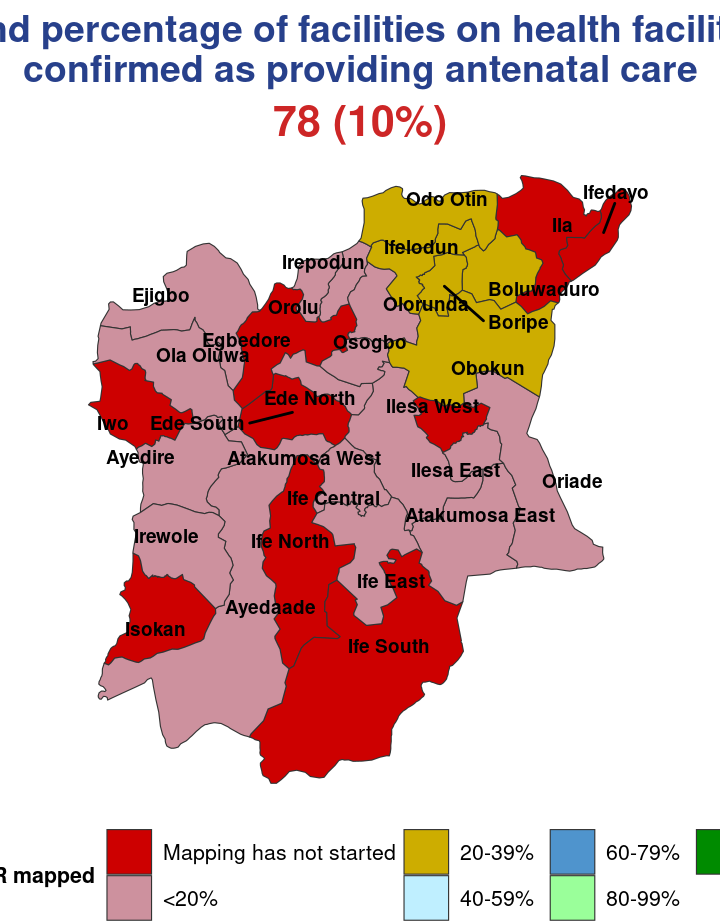 nd percentage of facilities on health facilit
confirmed as providing antenatal care
78 (10%)
Ifedayo
Odo Otin
Ila
Ifelodun
Irepodun
Boluwaduro
Ejigbo
Olorunda
Orolu
Boripe
Egbedore
Osogbo
Ola Oluwa
Obokun
Ede North
Ilesa West
Iwo
Ede South
Ayedire
Atakumosa West
Ilesa East
Oriade
Ife Central
Atakumosa East
Irewole
Ife North
Ife East
Ayedaade
Isokan
Ife South
R mapped
Mapping has not started
<20%
20-39%
40-59%
60-79%
80-99%